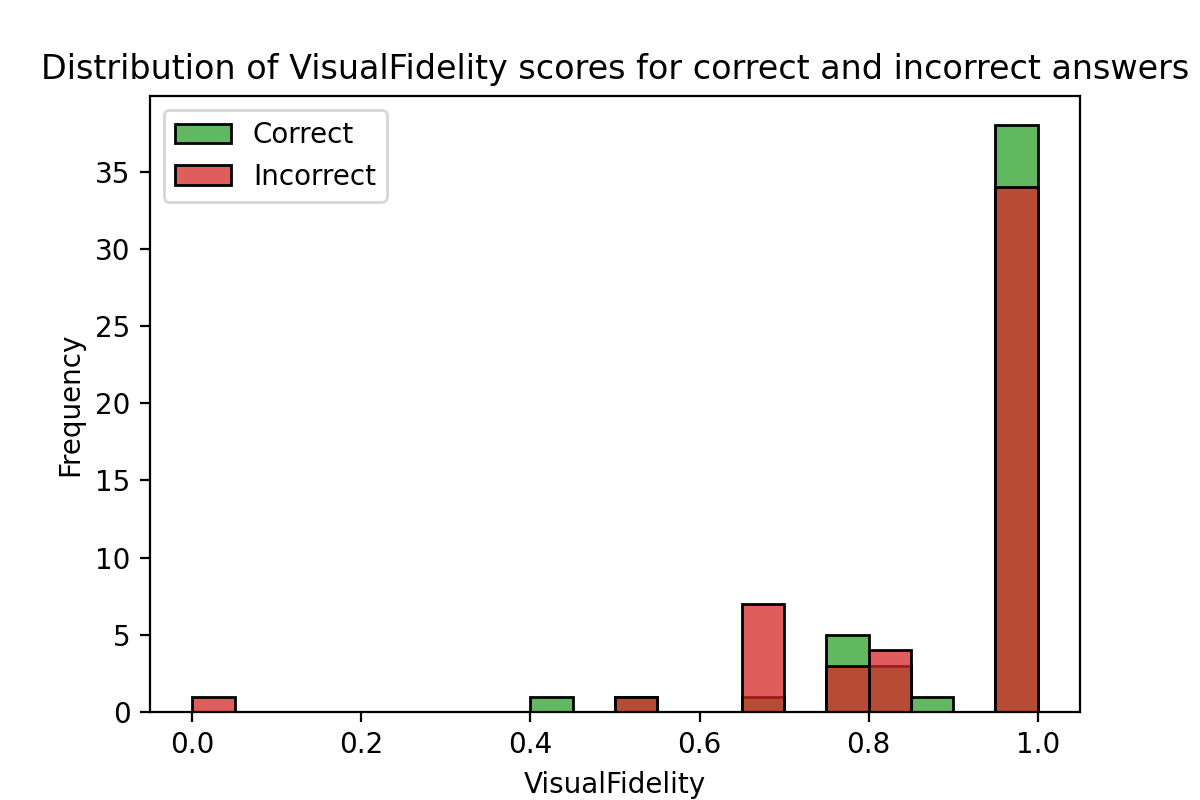 Distribution of VisualFidelity scores for correct and incorrect answers
Correct
Incorrect
35
30
25
20
15
10
5
0
Frequency
0.0 0.2 0.4 0.6 0.8 1.0
VisualFidelity